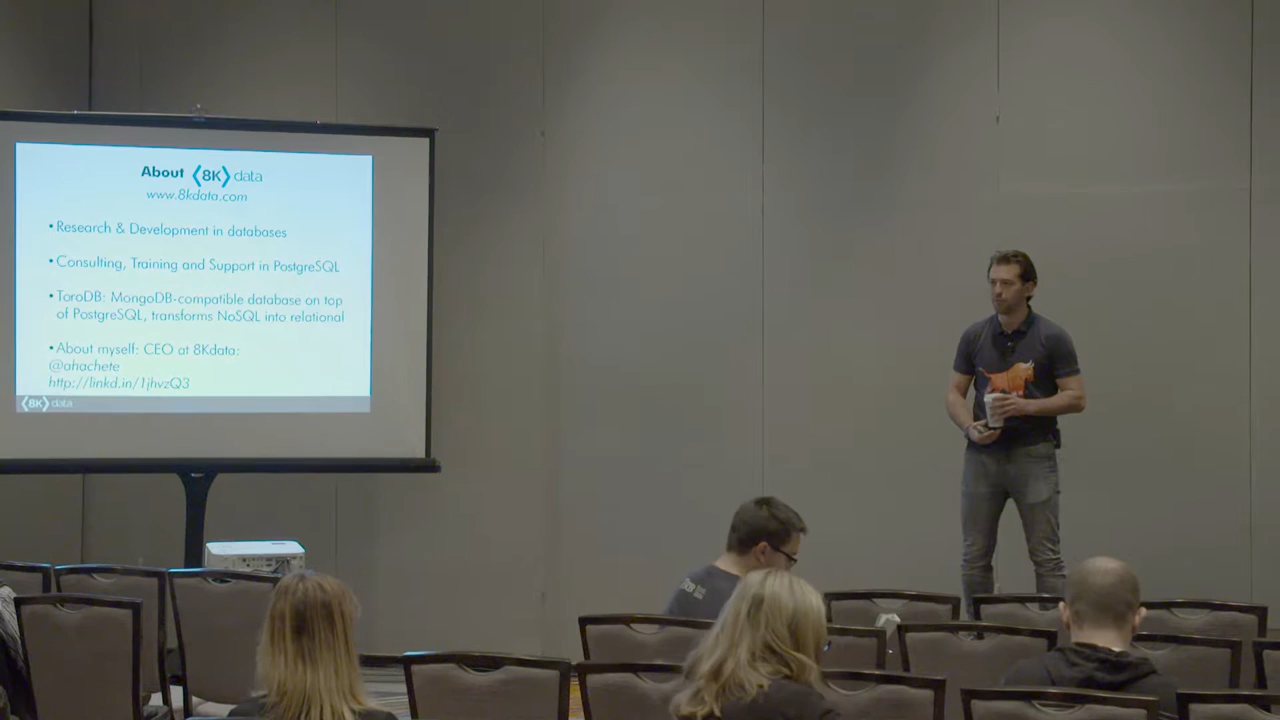 About ⟨8K⟩ data
www.8kdata.com
• Research & Development in databases
• Consulting, Training and Support in PostgreSQL
• ToroDB: MongoDB-compatible database on top
of PostgreSQL, transforms NoSQL into relational
• About myself: CEO at 8Kdata:
@ahachete
http://linkd.in/1jhvzQ3
⟨8K⟩ data